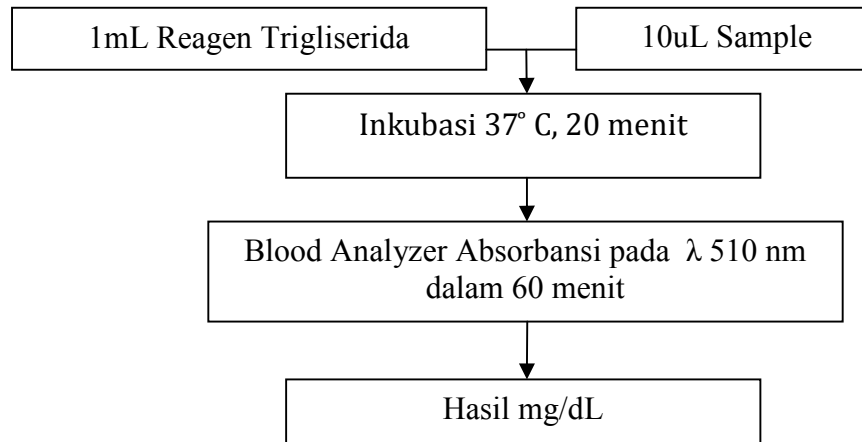 1mL Reagen Trigliserida
10uL Sample
Inkubasi 37° C, 20 menit
Blood Analyzer Absorbansi pada λ 510 nm
dalam 60 menit
Hasil mg/dL